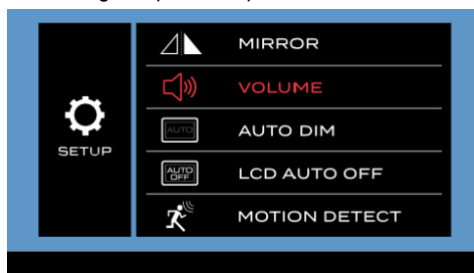 MIRROR
VOLUME
AUTO
AUTO DIM
SETUP
AUTO
OFF
LCD AUTO OFF
MOTION DETECT